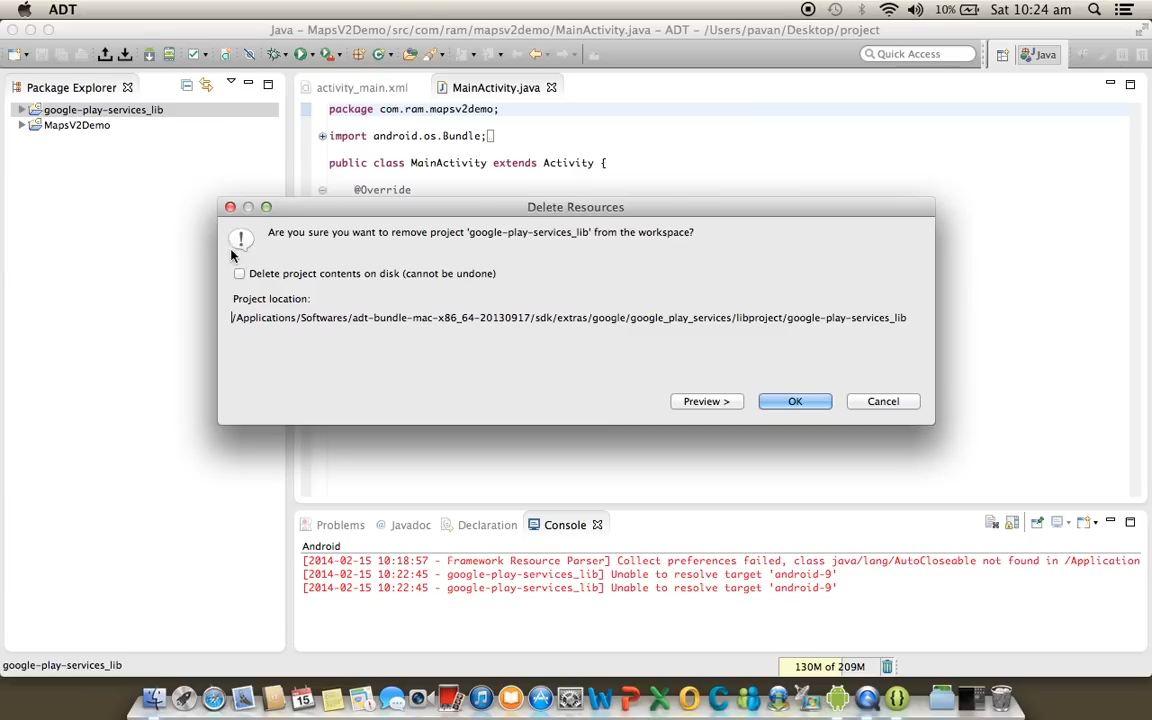 ADT
10%
Sat 10:24 am
Java - MapsV2Demo/src/com/ram/mapsv2demo/MainActivity.java - ADT - /Users/pavan/Desktop/project
Quick Access
Java
Package Explorer
activity_main.xml
MainActivity.java
google-play-services_lib
MapsV2Demo
package com.ram.mapsv2demo;
import android.os.Bundle;
public class MainActivity extends Activity {
@Override
Delete Resources
Are you sure you want to remove project 'google-play-services_lib' from the workspace?
Delete project contents on disk (cannot be undone)
Project location:
/Applications/Softwares/adt-bundle-mac-x86_64-20130917/sdk/extras/google/google_play_services/libproject/google-play-services_lib
Preview >
OK
Cancel
Problems
@ Javadoc
Declaration
Console
Android
[2014-02-15 10:18:57 - Framework Resource Parser] Collect preferences failed, class java/lang/AutoCloseable not found in /Application
[2014-02-15 10:22:45 - google-play-services_lib] Unable to resolve target 'android-9'
[2014-02-15 10:22:45 - google-play-services_lib] Unable to resolve target 'android-9'
google-play-services_lib
130M of 209M